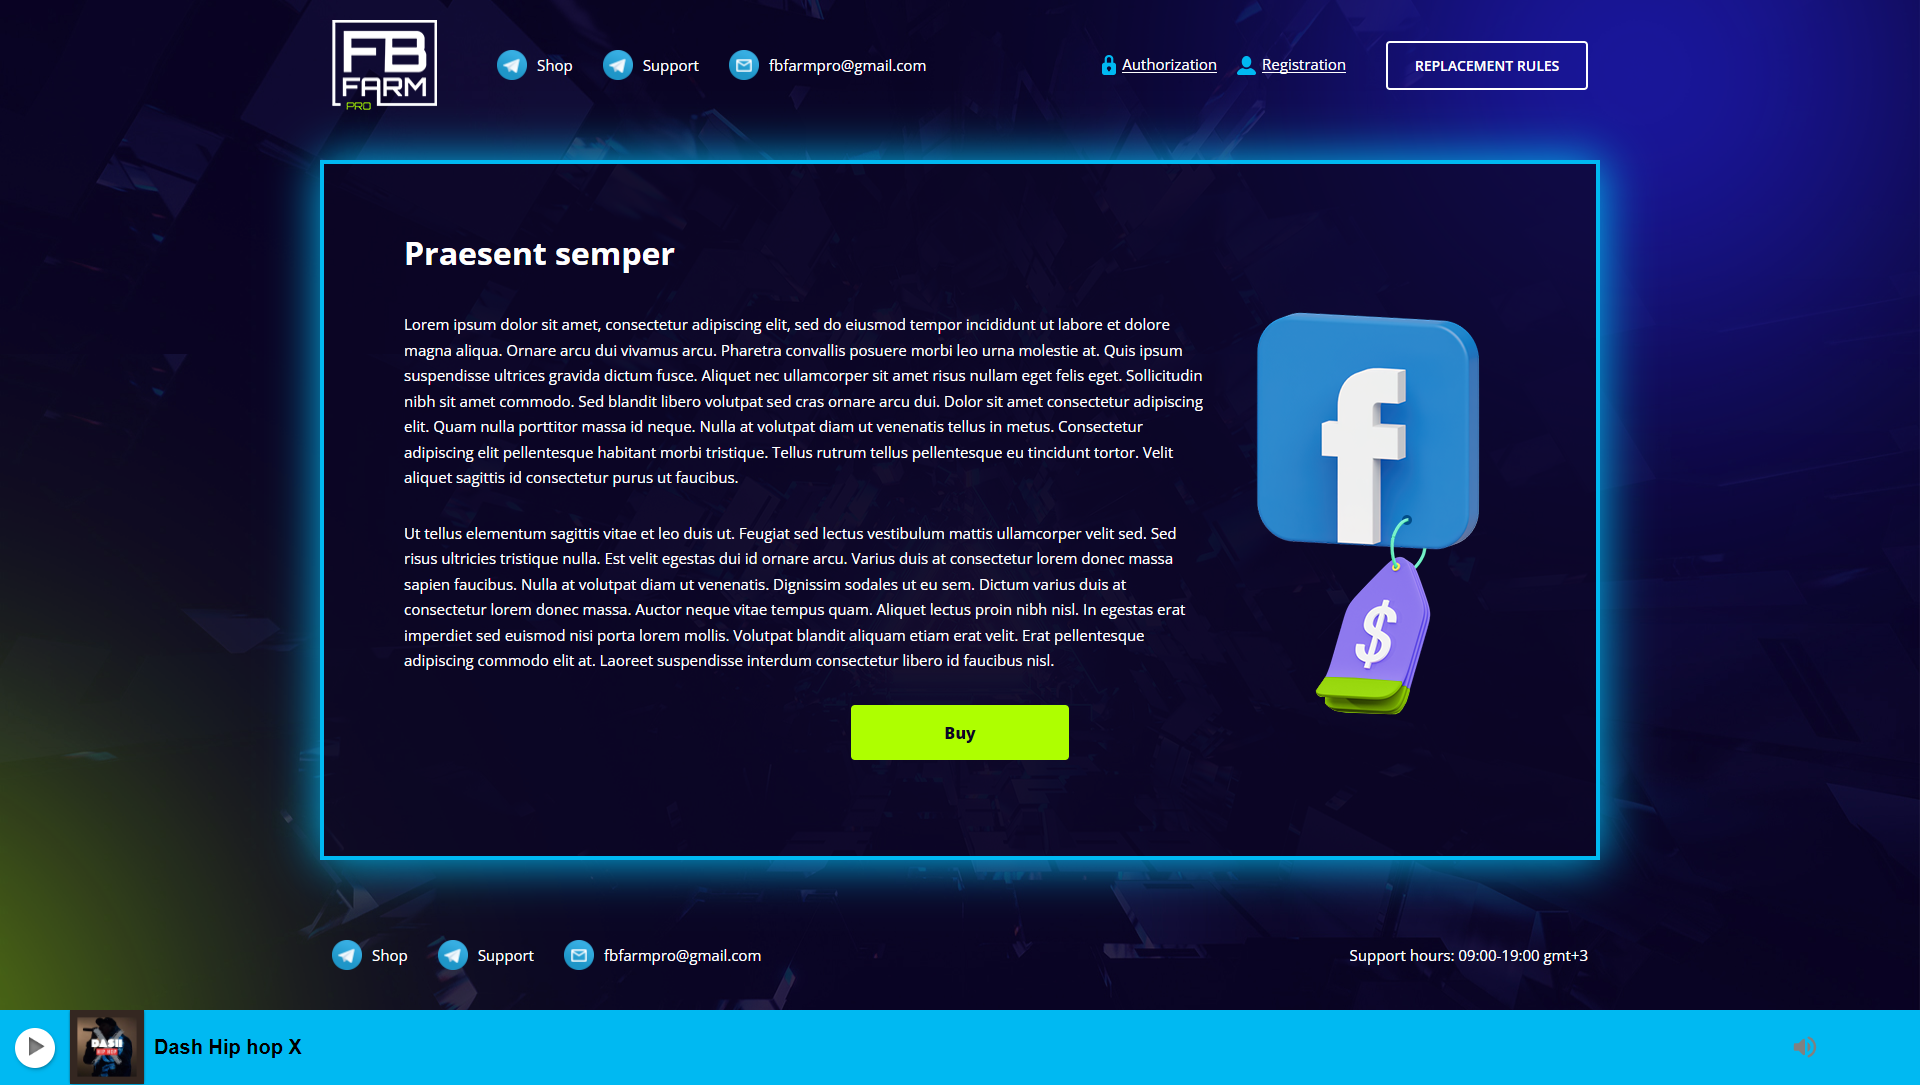 FB
FARM
PRO
Shop
Support
fbfarmpro@gmail.com
Authorization
Registration
REPLACEMENT RULES
Praesent semper
Lorem ipsum dolor sit amet, consectetur adipiscing elit, sed do eiusmod tempor incididunt ut labore et dolore
magna aliqua. Ornare arcu dui vivamus arcu. Pharetra convallis posuere morbi leo urna molestie at. Quis ipsum
suspendisse ultrices gravida dictum fusce. Aliquet nec ullamcorper sit amet risus nullam eget felis eget. Sollicitudin
nibh sit amet commodo. Sed blandit libero volutpat sed cras ornare arcu dui. Dolor sit amet consectetur adipiscing
elit. Quam nulla porttitor massa id neque. Nulla at volutpat diam ut venenatis tellus in metus. Consectetur
adipiscing elit pellentesque habitant morbi tristique. Tellus rutrum tellus pellentesque eu tincidunt tortor. Velit
aliquet sagittis id consectetur purus ut faucibus.
Ut tellus elementum sagittis vitae et leo duis ut. Feugiat sed lectus vestibulum mattis ullamcorper velit sed. Sed
risus ultricies tristique nulla. Est velit egestas dui id ornare arcu. Varius duis at consectetur lorem donec massa
sapien faucibus. Nulla at volutpat diam ut venenatis. Dignissim sodales ut eu sem. Dictum varius duis at
consectetur lorem donec massa. Auctor neque vitae tempus quam. Aliquet lectus proin nibh nisl. In egestas erat
imperdiet sed euismod nisi porta lorem mollis. Volutpat blandit aliquam etiam erat velit. Erat pellentesque
adipiscing commodo elit at. Laoreet suspendisse interdum consectetur libero id faucibus nisl.
f
$
Buy
Shop
Support
fbfarmpro@gmail.com
Support hours: 09:00-19:00 gmt+3
DASH
HIP HOP
X
Dash Hip hop X